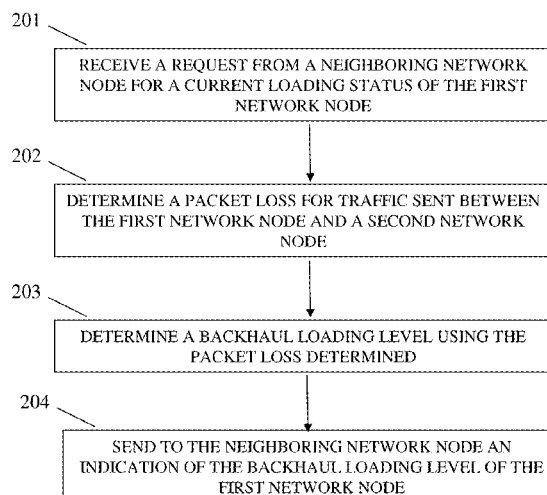 201
RECEIVE A REQUEST FROM A NEIGHBORING NETWORK
NODE FOR A CURRENT LOADING STATUS OF THE FIRST
NETWORK NODE
202
DETERMINE A PACKET LOSS FOR TRAFFIC SENT BETWEEN
THE FIRST NETWORK NODE AND A SECOND NETWORK
NODE
203
DETERMINE A BACKHAUL LOADING LEVEL USING THE
PACKET LOSS DETERMINED
204
SEND TO THE NEIGHBORING NETWORK NODE AN
INDICATION OF THE BACKHAUL LOADING LEVEL OF THE
FIRST NETWORK NODE